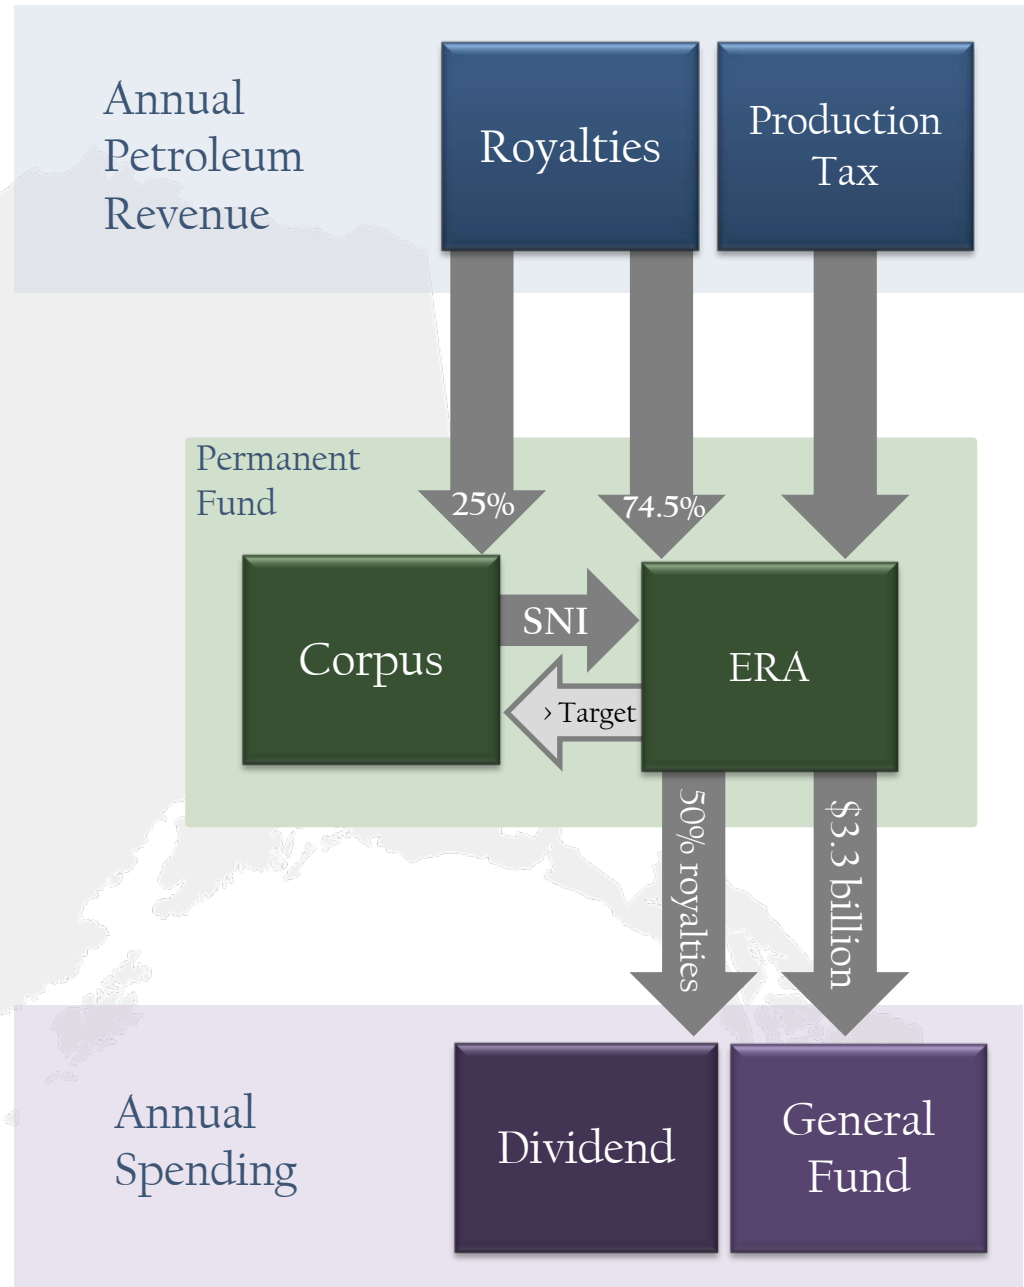 Annual
Petroleum
Revenue
Royalties
Production
Tax
Permanent
Fund
25%
74.5%
Corpus
SNI
› Target
ERA
50% royalties
$3.3 billion
Annual
Spending
Dividend
General
Fund